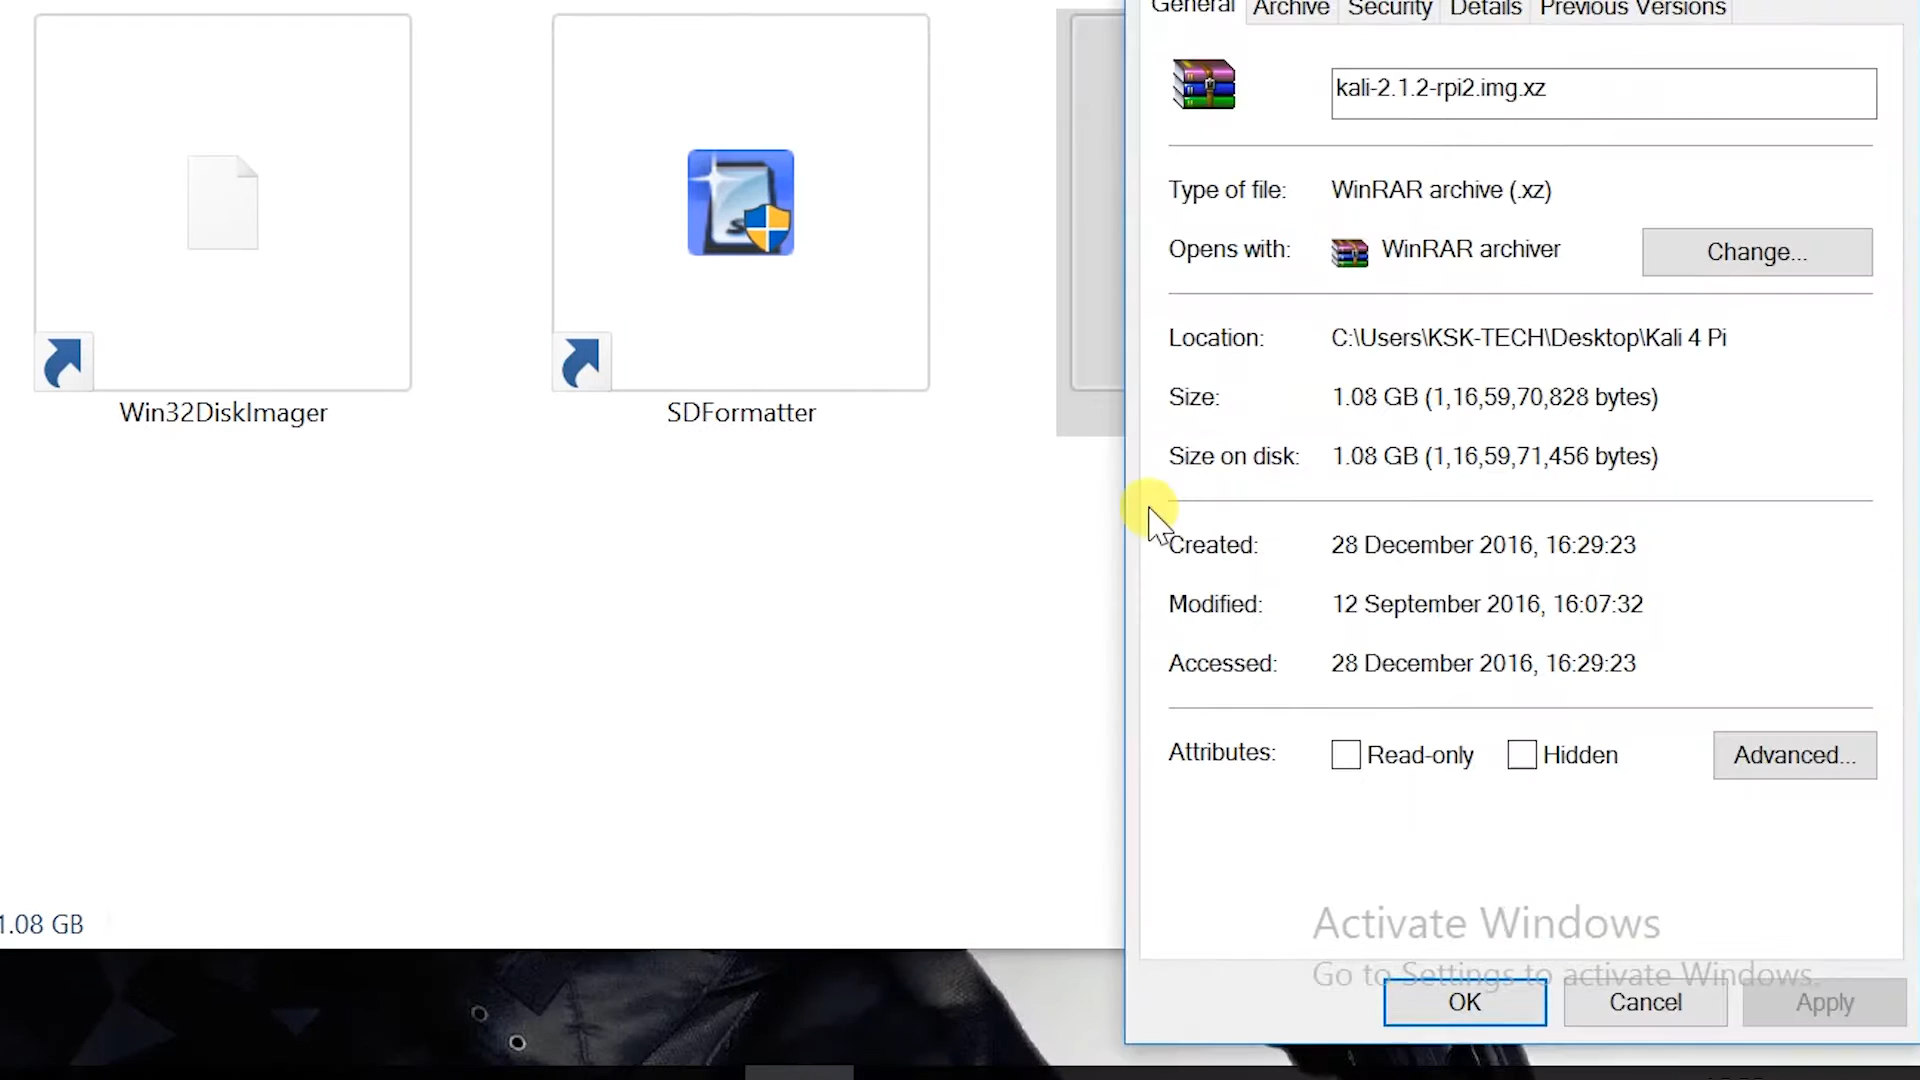 General Archive Security Details Previous Versions
kali-2.1.2-rpi2.img.xz
Type of file: WinRAR archive (.xz)
Opens with: WinRAR archiver Change...
Location: C:\Users\KSK-TECH\Desktop\Kali 4 Pi
Size: 1.08 GB (1,16,59,70,828 bytes)
Size on disk: 1.08 GB (1,16,59,71,456 bytes)
Created: 28 December 2016, 16:29:23
Modified: 12 September 2016, 16:07:32
Accessed: 28 December 2016, 16:29:23
Attributes: Read-only Hidden Advanced...
Activate Windows
Go to Settings to activate Windows.
OK Cancel Apply
Win32DiskImager SDFormatter
1.08 GB